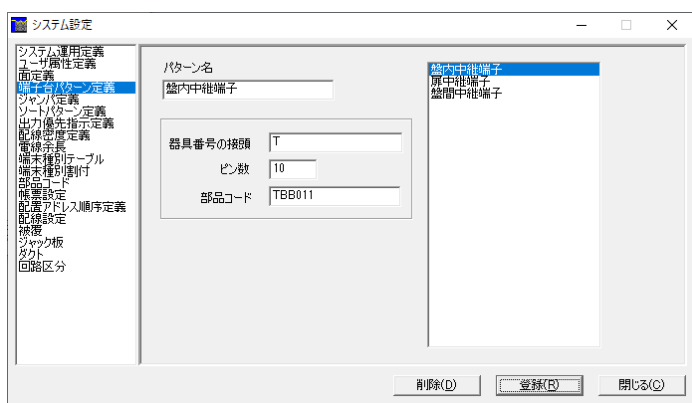 システム設定
システム運用定義
ユーザ属性定義
面定義
端子台パターン定義
ジャンパ定義
ソートパターン定義
出力優先指示定義
配線密度定義
電線余長
端末種別テーブル
端末種別割付
部品コード
帳票設定
配置アドレス順序定義
配線設定
被覆
ジャック板
ダクト
回路区分
パターン名
盤内中継端子
器具番号の接頭 T
ピン数 10
部品コード TBB011
盤内中継端子
扉中継端子
盤間中継端子
削除(D) 登録(R) 閉じる(C)